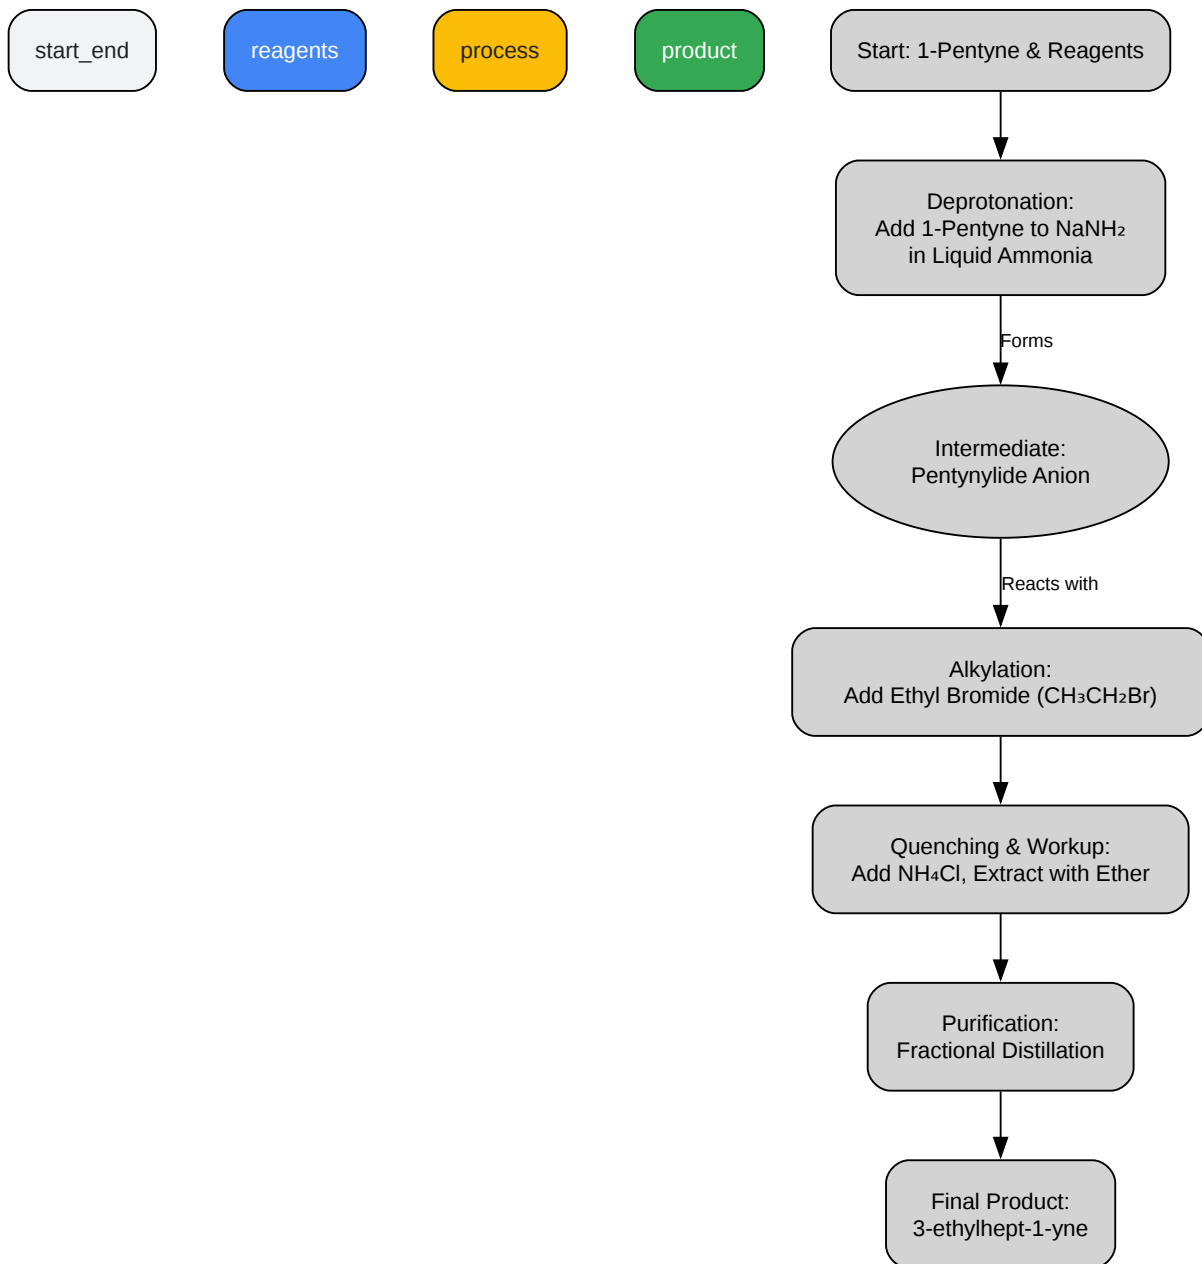 start_end
reagents
process
product
Start: 1-Pentyne & Reagents
Deprotonation:
Add 1-Pentyne to NaNH₂
in Liquid Ammonia
Forms
Intermediate:
Pentynylide Anion
Reacts with
Alkylation:
Add Ethyl Bromide (CH₃CH₂Br)
Quenching & Workup:
Add NH₄Cl, Extract with Ether
Purification:
Fractional Distillation
Final Product:
3-ethylhept-1-yne